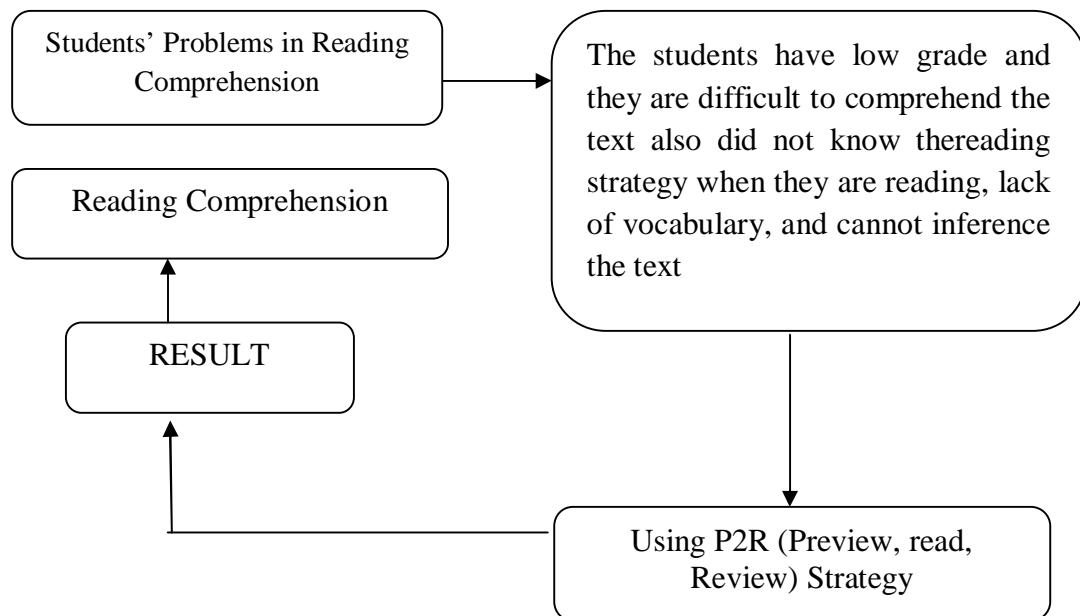 Students’ Problems in Reading
Comprehension
The students have low grade and
they are difficult to comprehend the
text also did not know thereading
strategy when they are reading, lack
of vocabulary, and cannot inference
the text
Using P2R (Preview, read,
Review) Strategy
RESULT
Reading Comprehension